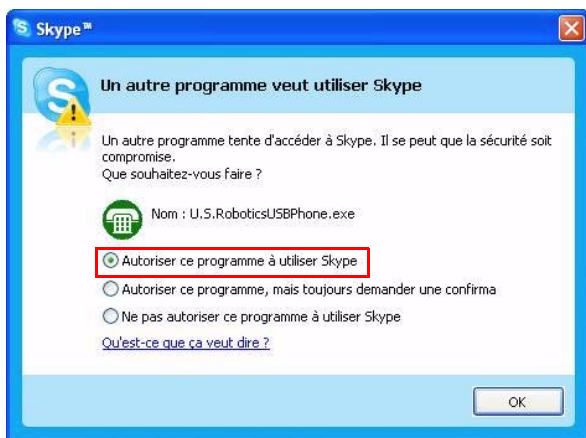 Skype™
Un autre programme veut utiliser Skype
Un autre programme tente d'accéder à Skype. Il se peut que la sécurité soit
compromise.
Que souhaitez-vous faire ?
Nom : U.S.RoboticsUSBPhone.exe
Autoriser ce programme à utiliser Skype
Autoriser ce programme, mais toujours demander une confirma
Ne pas autoriser ce programme à utiliser Skype
Qu'est-ce que ça veut dire ?
OK